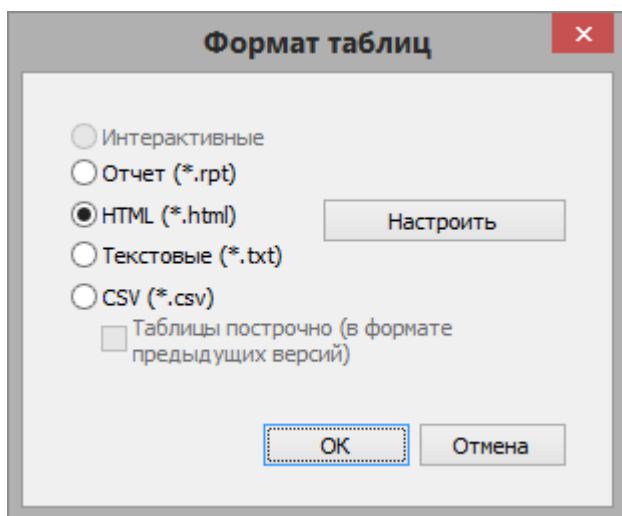 Формат таблиц
Интерактивные
Отчет (*.rpt)
HTML (*.html)
Настроить
Текстовые (*.txt)
CSV (*.csv)
Таблицы построчно (в формате
предыдущих версий)
OK
Отмена